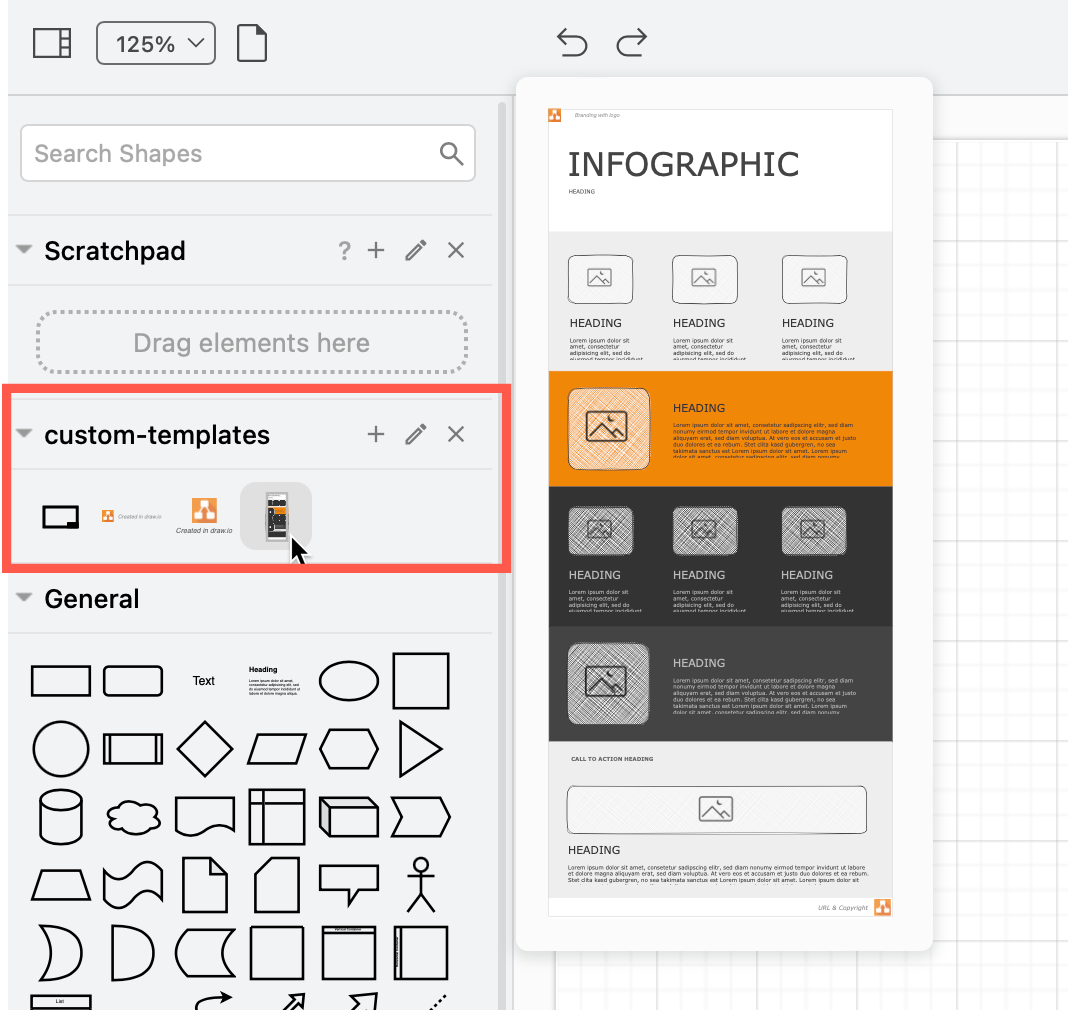 125%
Search Shapes
Scratchpad
?
Drag elements here
custom-templates
Created in draw.io
Created in draw.io
General
Text
Heading
Lorem ipsum dolor sit amet,
consectetur adipisicing elit, sed
do eiusmod tempor incididunt ut
labore et dolore magna aliqua.
List
Branding with logo
INFOGRAPHIC
HEADING
HEADING
Lorem ipsum dolor sit
amet, consectetur
adipisicing elit, sed do
eiusmod tempor incididunt
HEADING
Lorem ipsum dolor sit
amet, consectetur
adipisicing elit, sed do
eiusmod tempor incididunt
HEADING
Lorem ipsum dolor sit
amet, consectetur
adipisicing elit, sed do
eiusmod tempor incididunt
HEADING
Lorem ipsum dolor sit amet, consetetur sadipscing elitr, sed diam
nonumy eirmod tempor invidunt ut labore et dolore magna
aliquyam erat, sed diam voluptua. At vero eos et accusam et justo
duo dolores et ea rebum. Stet clita kasd gubergren, no sea
takimata sanctus est Lorem ipsum dolor sit amet. Lorem ipsum
dolor sit amet, consetetur sadipscing elitr, sed diam nonumy
HEADING
Lorem ipsum dolor sit
amet, consectetur
adipisicing elit, sed do
eiusmod tempor incididunt
HEADING
Lorem ipsum dolor sit
amet, consectetur
adipisicing elit, sed do
eiusmod tempor incididunt
HEADING
Lorem ipsum dolor sit
amet, consectetur
adipisicing elit, sed do
eiusmod tempor incididunt
HEADING
Lorem ipsum dolor sit amet, consetetur sadipscing elitr, sed diam
nonumy eirmod tempor invidunt ut labore et dolore magna
aliquyam erat, sed diam voluptua. At vero eos et accusam et justo
duo dolores et ea rebum. Stet clita kasd gubergren, no sea
takimata sanctus est Lorem ipsum dolor sit amet. Lorem ipsum
dolor sit amet, consetetur sadipscing elitr, sed diam nonumy
CALL TO ACTION HEADING
HEADING
Lorem ipsum dolor sit amet, consetetur sadipscing elitr, sed diam nonumy eirmod tempor invidunt ut labore
et dolore magna aliquyam erat, sed diam voluptua. At vero eos et accusam et justo duo dolores et ea rebum.
Stet clita kasd gubergren, no sea takimata sanctus est Lorem ipsum dolor sit amet. Lorem ipsum dolor sit
URL & Copyright